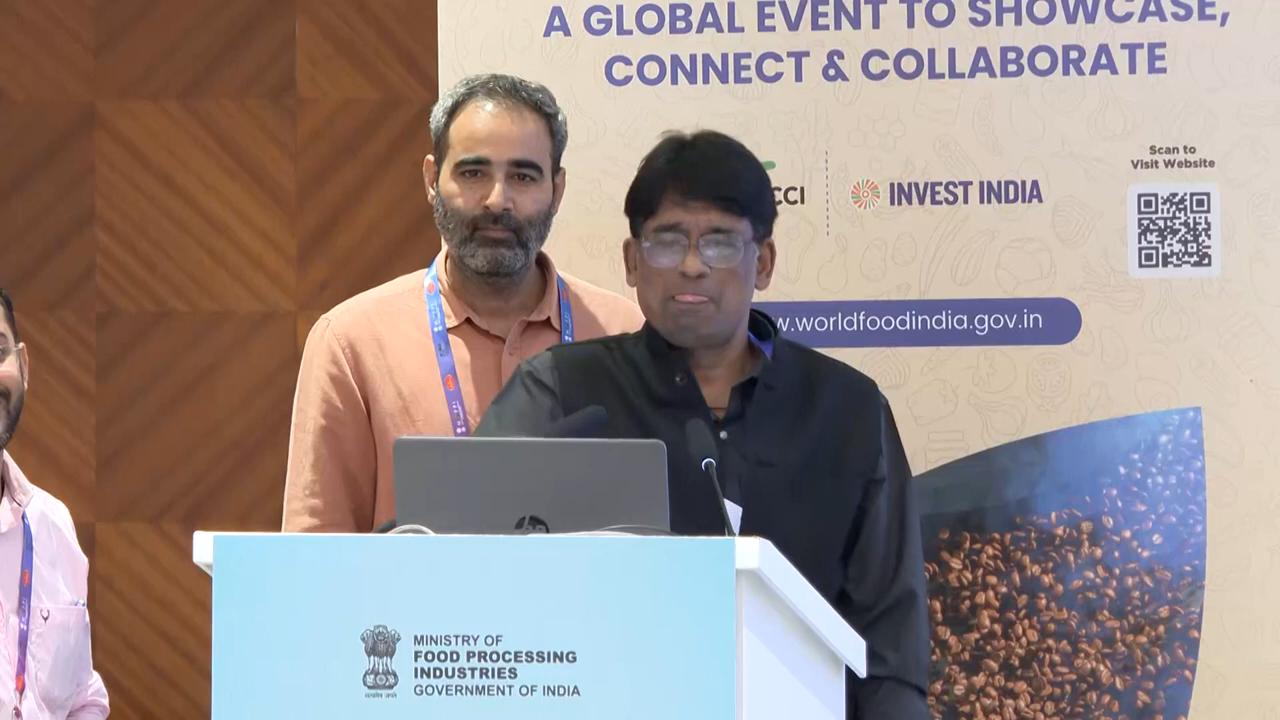 A GLOBAL EVENT TO SHOWCASE,
CONNECT & COLLABORATE
Scan to
Visit Website
CCI
INVEST INDIA
w.worldfoodindia.gov.in
MINISTRY OF
FOOD PROCESSING
INDUSTRIES
GOVERNMENT OF INDIA